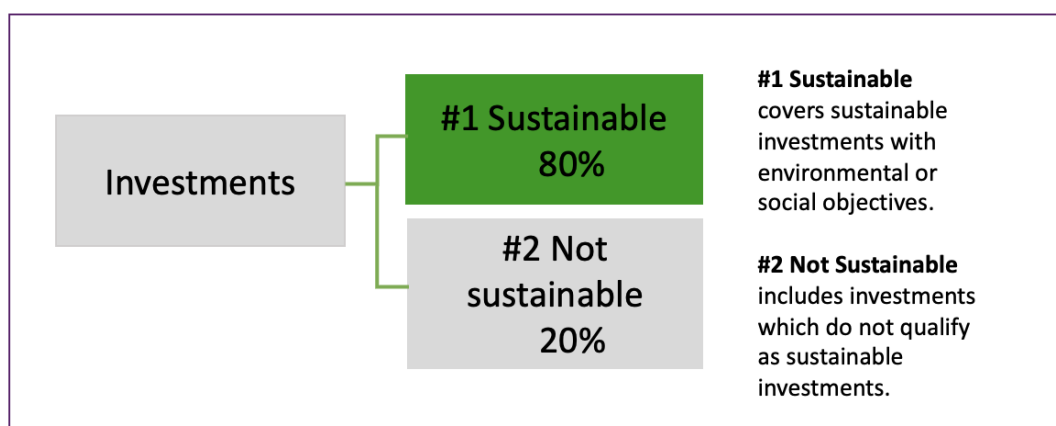 Investments
#1 Sustainable
80%
#2 Not
sustainable
20%
#1 Sustainable
covers sustainable
investments with
environmental or
social objectives.
#2 Not Sustainable
includes investments
which do not qualify
as sustainable
investments.